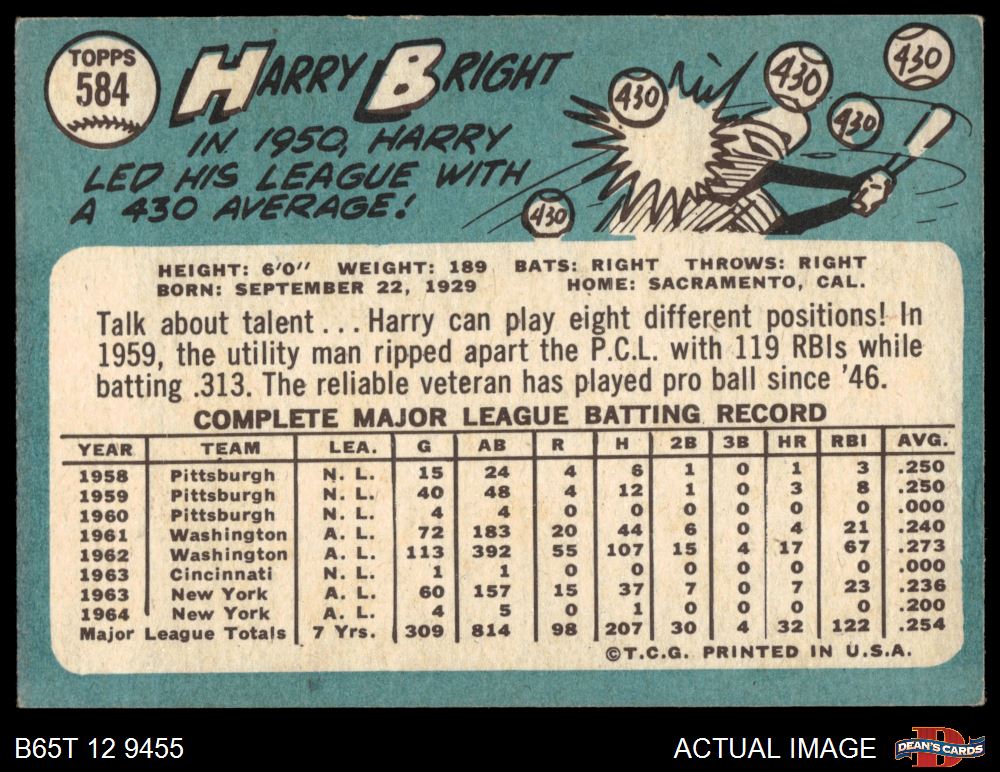 TOPPS
584
HARRY BRIGHT
IN 1950, HARRY
LED HIS LEAGUE WITH
A 430 AVERAGE!
430
430
430
430
430
HEIGHT: 6'0" WEIGHT: 189 BATS: RIGHT THROWS: RIGHT
BORN: SEPTEMBER 22, 1929 HOME: SACRAMENTO, CAL.
Talk about talent... Harry can play eight different positions! In
1959, the utility man ripped apart the P.C.L. with 119 RBIs while
batting .313. The reliable veteran has played pro ball since '46.
COMPLETE MAJOR LEAGUE BATTING RECORD
YEAR TEAM LEA. G AB R H 2B 3B HR RBI AVG.
1958 Pittsburgh N. L. 15 24 4 6 1 0 1 3 .250
1959 Pittsburgh N. L. 40 48 4 12 1 0 3 8 .250
1960 Pittsburgh N. L. 4 4 0 0 0 0 0 0 .000
1961 Washington A. L. 72 183 20 44 6 0 4 21 .240
1962 Washington A. L. 113 392 55 107 15 4 17 67 .273
1963 Cincinnati N. L. 1 1 0 0 0 0 0 0 .000
1963 New York A. L. 60 157 15 37 7 0 7 23 .236
1964 New York A. L. 4 5 0 1 0 0 0 0 .200
Major League Totals 7 Yrs. 309 814 98 207 30 4 32 122 .254
©T.C.G. PRINTED IN U.S.A.
B65T 12 9455
ACTUAL IMAGE
DEAN'S CARDS